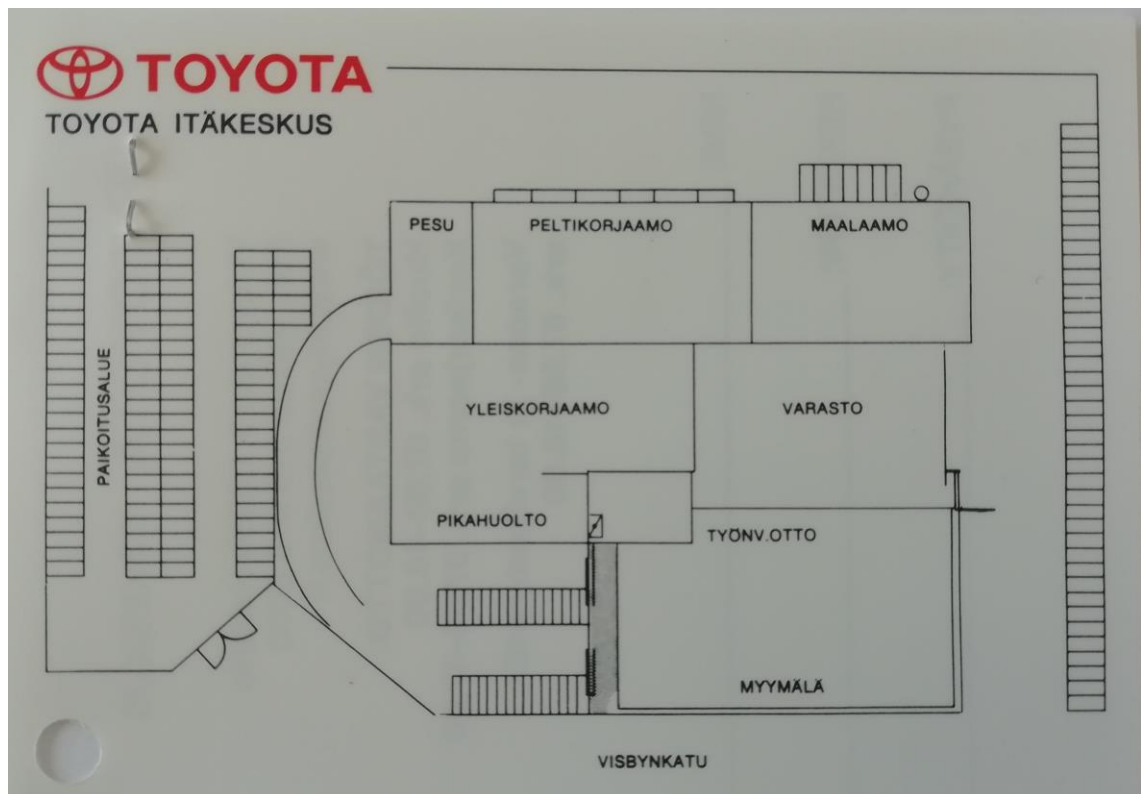 TOYOTA
TOYOTA ITÄKESKUS
PESU
PELTIKORJAAMO
MAALAAMO
PAIKOITUSALUE
YLEISKORJAAMO
VARASTO
PIKAHUOLTO
TYÖNV.OTTO
MYYMÄLÄ
VISBYNKATU